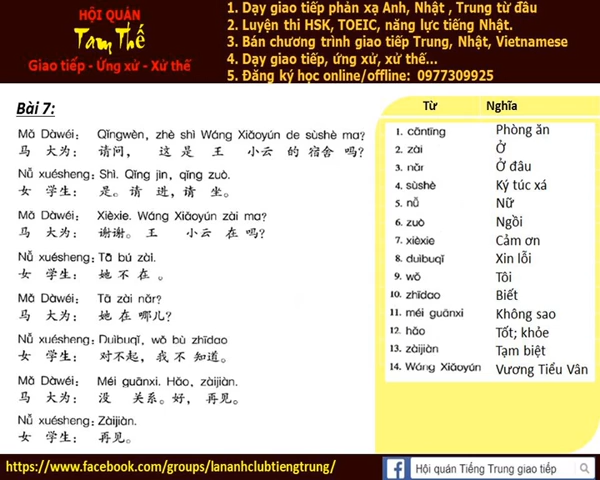 HỘI QUÁN
Tam Thế
Giao tiếp - Ứng xử - Xử thế
1. Dạy giao tiếp phản xạ Anh, Nhật , Trung từ đầu
2. Luyện thi HSK, TOEIC, năng lực tiếng Nhật.
3. Bán chương trình giao tiếp Trung, Nhật, Vietnamese
4. Dạy giao tiếp, ứng xử, xử thế...
5. Đăng ký học online/offline: 0977309925
Bài 7:
Mǎ Dàwéi: Qǐngwèn, zhè shì Wáng Xiǎoyún de sùshè ma?
马 大为: 请问, 这 是 王 小云 的 宿舍 吗?
Nǚ xuésheng: Shì. Qǐng jìn, qǐng zuò.
女 学生: 是。请 进, 请 坐。
Mǎ Dàwéi: Xièxie. Wáng Xiǎoyún zài ma?
马 大为: 谢谢。王 小云 在 吗?
Nǚ xuésheng: Tā bú zài.
女 学生: 她 不 在 。
Mǎ Dàwéi: Tā zài nǎr?
马 大为: 她 在 哪儿?
Nǚ xuésheng: Duìbuqǐ, wǒ bù zhīdao
女 学生: 对不起, 我 不 知道。
Mǎ Dàwéi: Méi guānxi. Hǎo, zàijiàn.
马 大为: 没 关系。好, 再见。
Nǚ xuésheng: Zàijiàn.
女 学生: 再见。
Từ Nghĩa
1. cāntīng Phòng ăn
2. zài Ở
3. nǎr Ở đâu
4. sùshè Ký túc xá
5. nǚ Nữ
6. zuò Ngồi
7. xièxie Cảm ơn
8. duìbuqǐ Xin lỗi
9. wǒ Tôi
10. zhīdao Biết
11. méi guānxi Không sao
12. hǎo Tốt; khỏe
13. zàijiàn Tạm biệt
14. Wáng Xiǎoyún Vương Tiểu Vân
https://www.facebook.com/groups/lananhclubtiengtrung/
f Hội quán Tiếng Trung giao tiếp